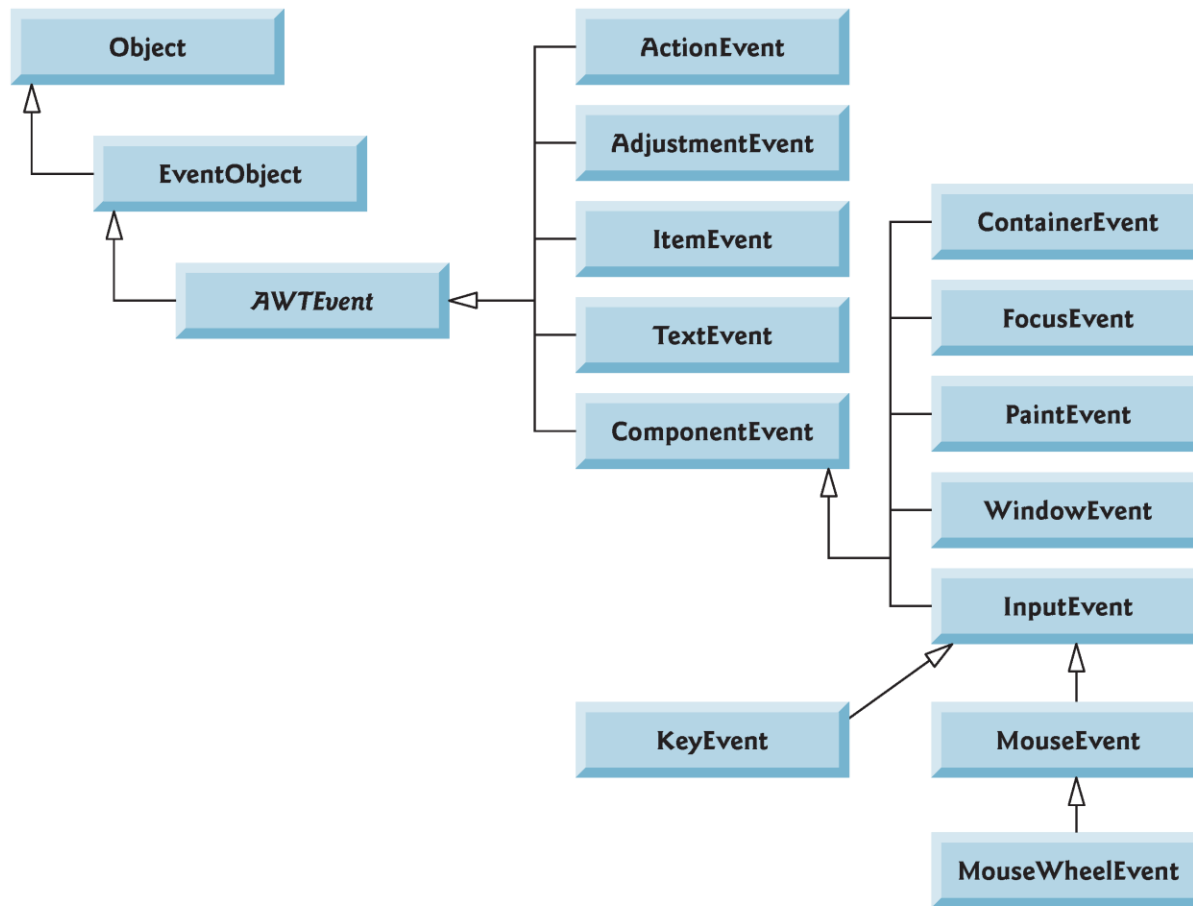 Object
EventObject
AWTEvent
ActionEvent
AdjustmentEvent
ItemEvent
TextEvent
ComponentEvent
ContainerEvent
FocusEvent
PaintEvent
WindowEvent
InputEvent
KeyEvent
MouseEvent
MouseWheelEvent